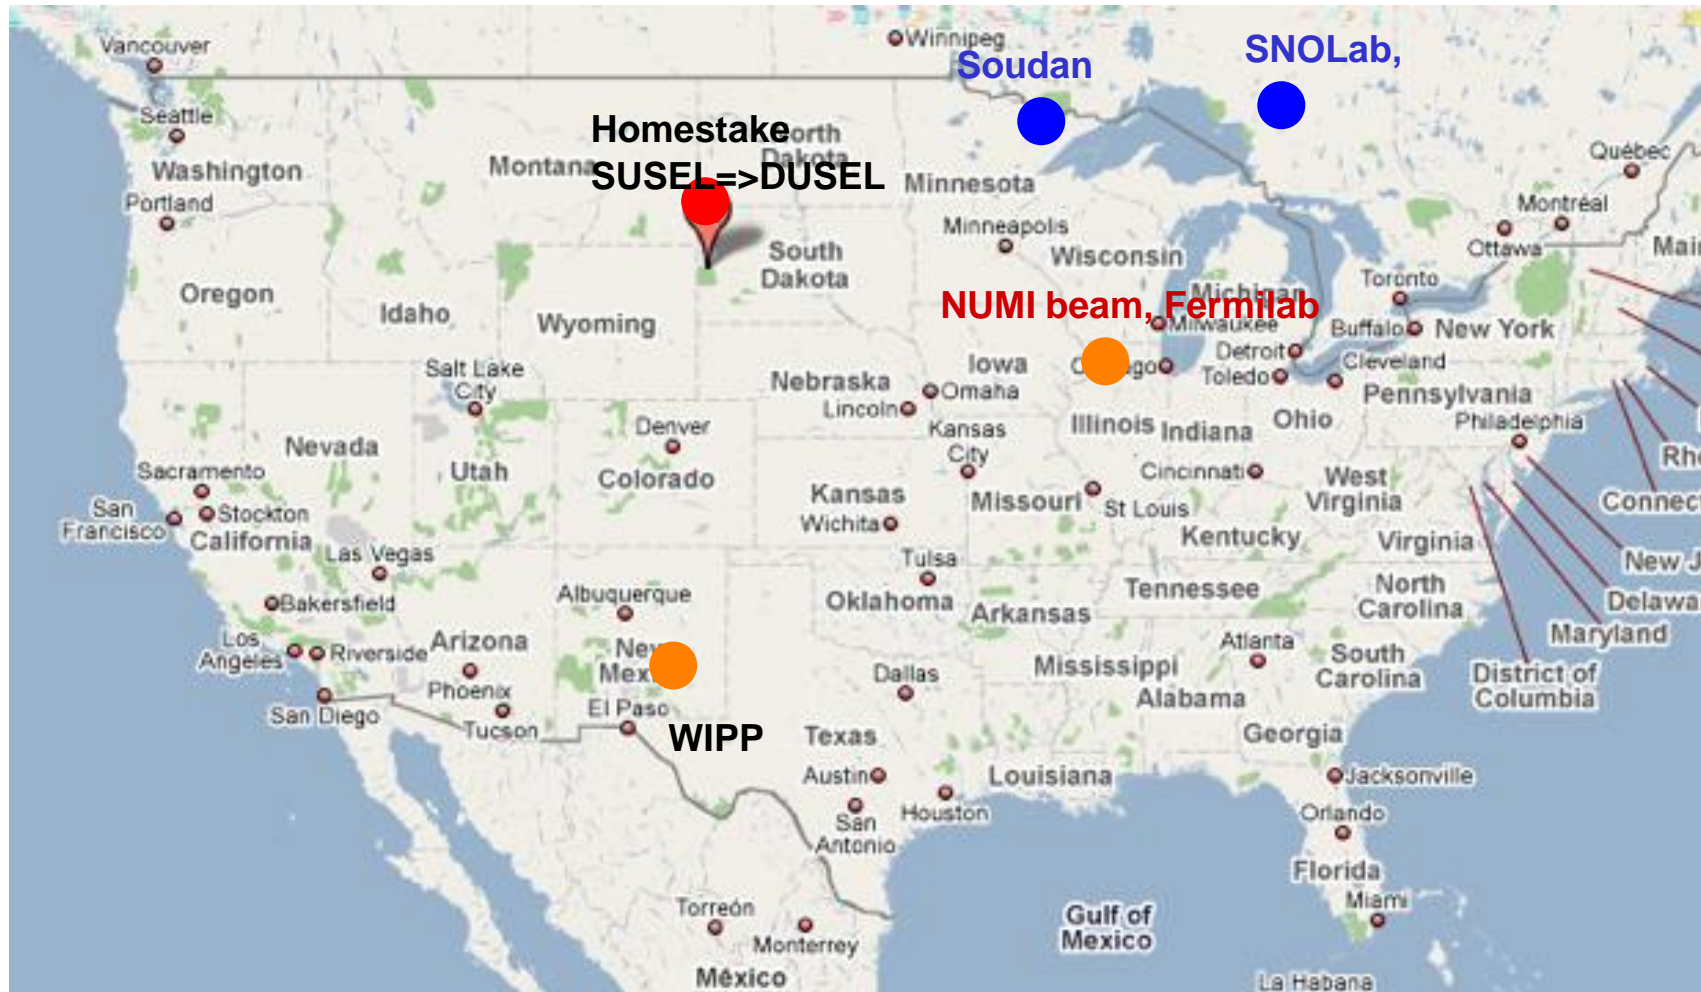 Vancouver
Winnipeg
Soudan
SNOLab,
Seattle
Homestake
North
Dakota
Washington
Montana
SUSEL=>DUSEL
Minnesota
Québec
Portland
Montréal
Minneapolis
Ottawa
South
Dakota
Wisconsin
Toronto
Oregon
Idaho
Wyoming
Michigan
NUMI beam, Fermilab
Milwaukee
Buffalo
New York
Salt Lake
City
Nebraska
Iowa
Omaha
Lincoln
Detroit
Toledo
Cleveland
Pennsylvania
Philadelphia
Nevada
Utah
Denver
Colorado
Kansas
City
Illinois
Indiana
Ohio
Sacramento
San
Francisco
Stockton
California
Kansas
Wichita
Missouri
St Louis
Cincinnati
West
Virginia
Kentucky
Virginia
Las Vegas
Tulsa
Bakersfield
Albuquerque
Oklahoma
Arkansas
Tennessee
North
Carolina
Maryland
Los
Angeles
Riverside
Arizona
Phoenix
Tucson
San Diego
El Paso
WIPP
Dallas
Texas
Mississippi
Alabama
Atlanta
South
Carolina
District of
Columbia
Georgia
Austin
San
Antonio
Houston
Louisiana
Jacksonville
Orlando
Florida
Miami
Torreón
Monterrey
México
Gulf of
Mexico
La Habana